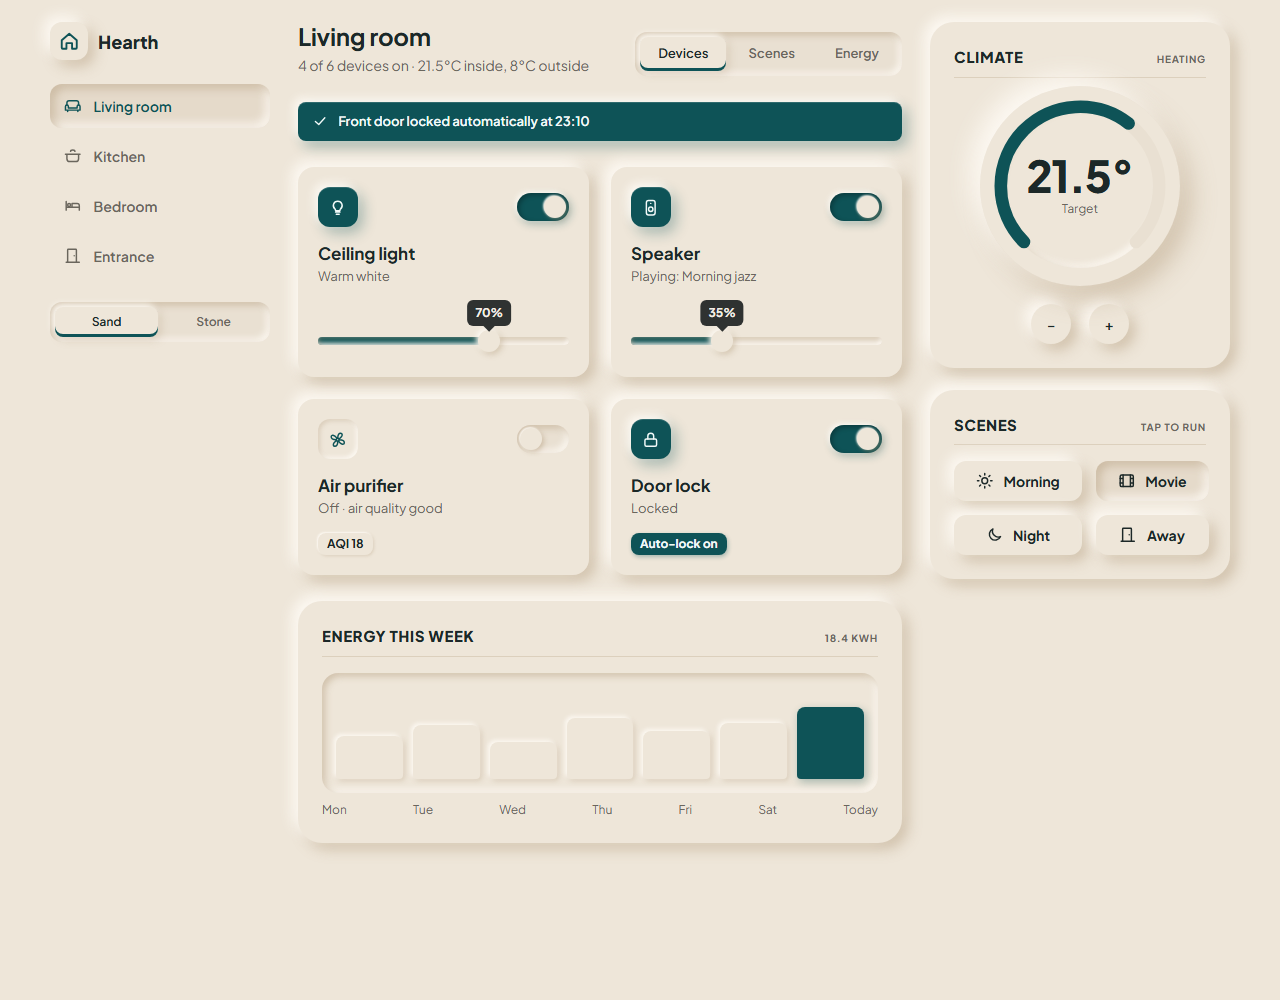 Hearth
Living room
Kitchen
Bedroom
Entrance
Sand
Stone
Living room
4 of 6 devices on · 21.5°C inside, 8°C outside
Devices
Scenes
Energy
Front door locked automatically at 23:10
Ceiling light
Warm white
70%
Speaker
Playing: Morning jazz
35%
Air purifier
Off · air quality good
AQI 18
Door lock
Locked
Auto-lock on
ENERGY THIS WEEK
18.4 KWH
Mon
Tue
Wed
Thu
Fri
Sat
Today
CLIMATE
HEATING
21.5°
Target
−
+
SCENES
TAP TO RUN
Morning
Movie
Night
Away